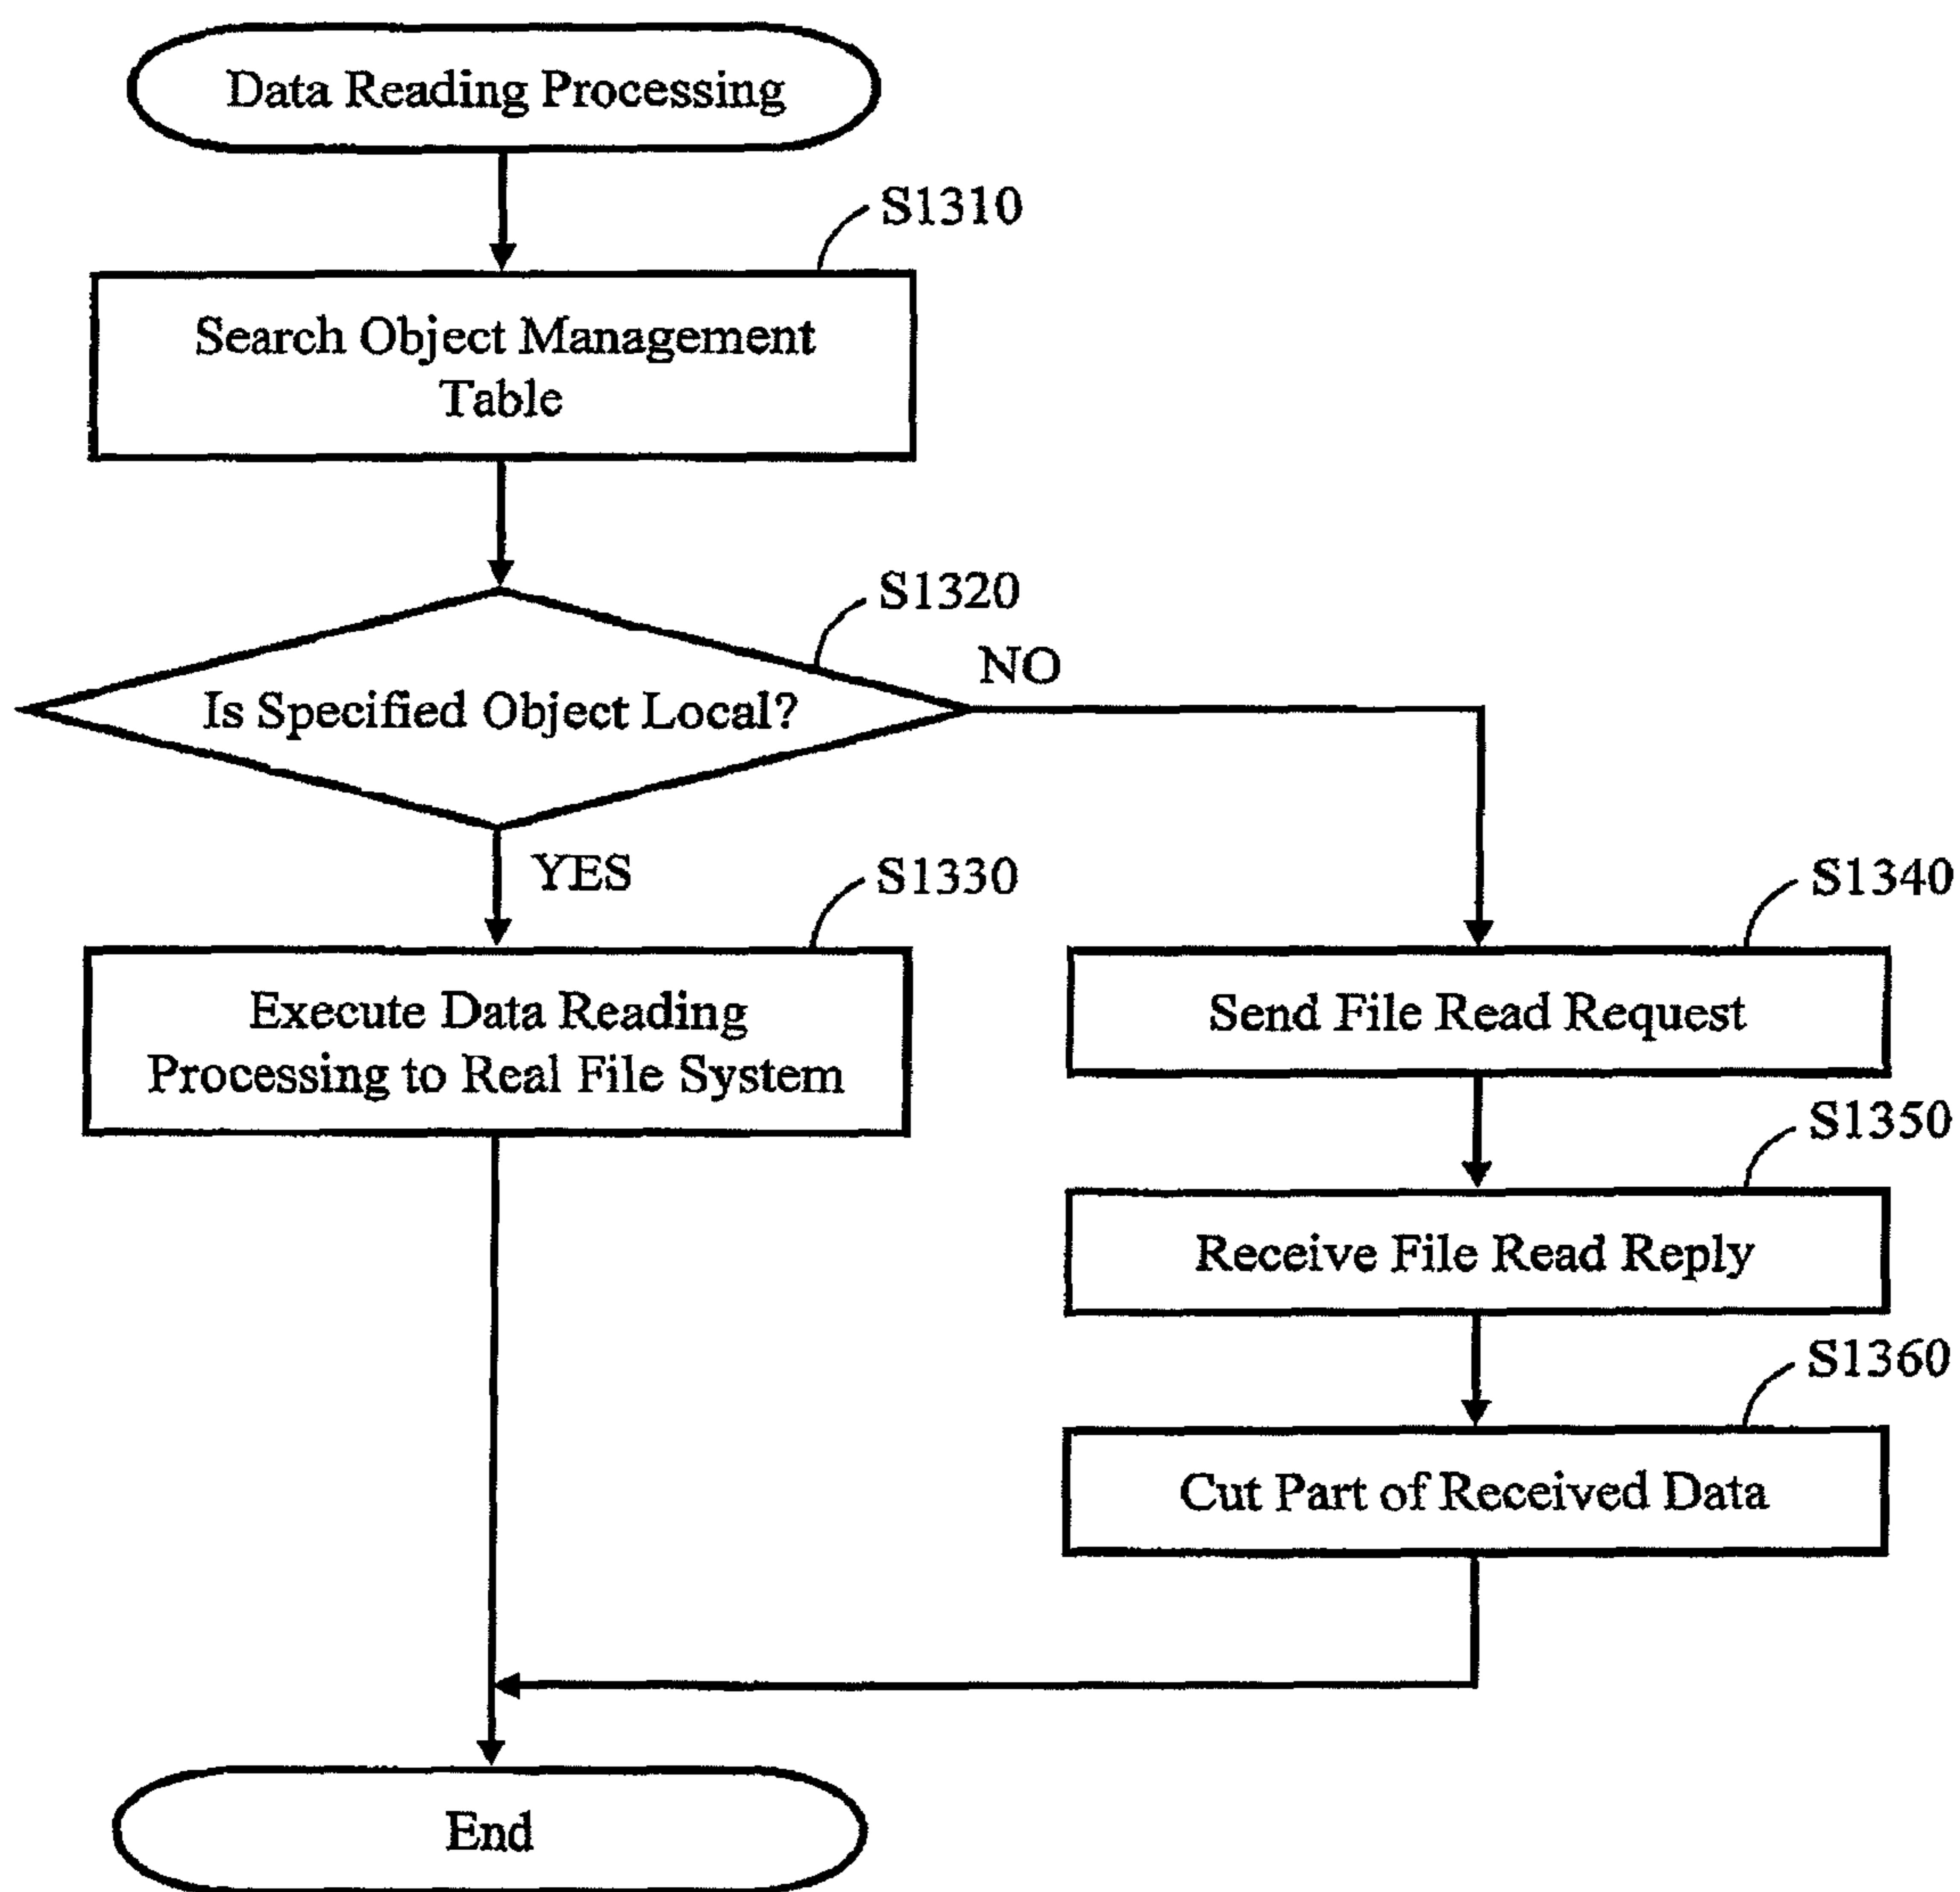 Data Reading Processing
S1310
Search Object Management
Table
S1320
Is Specified Object Local?
NO
YES
S1330
Execute Data Reading
Processing to Real File System
S1340
Send File Read Request
S1350
Receive File Read Reply
S1360
Cut Part of Received Data
End